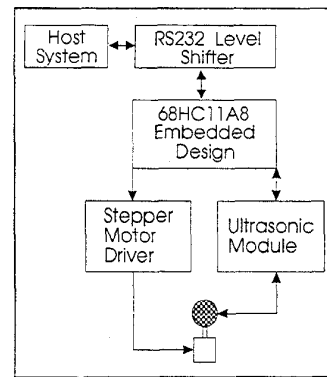 Host
System
RS232 Level
Shifter
68HC11A8
Embedded
Design
Stepper
Motor
Driver
Ultrasonic
Module